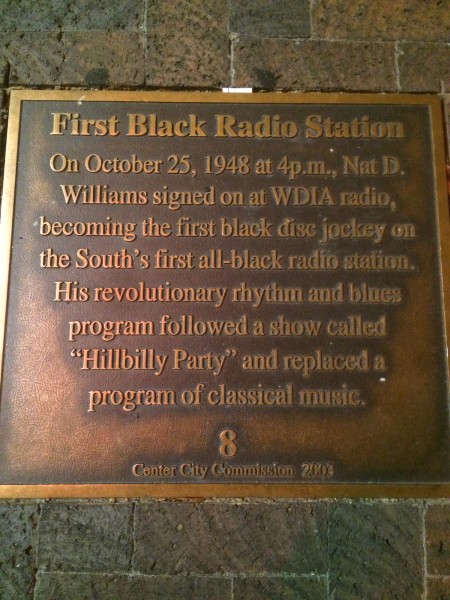 First Black Radio Station
On October 25, 1948 at 4p.m., Nat D.
Williams signed on at WDIA radio,
becoming the first black disc jockey on
the South's first all-black radio station.
His revolutionary rhythm and blues
program followed a show called
"Hillbilly Party" and replaced a
program of classical music.
8
Center City Commission 2003